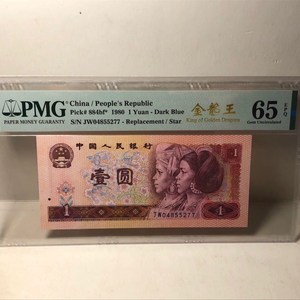 PMG
PAPER MONEY GUARANTY
China / People's Republic
Pick# 884bf* 1980 1 Yuan - Dark Blue
S/N JW04855277 - Replacement / Star
金龍王
King of Golden Dragon
65 EPQ
Gem Uncirculated
中国人民银行
1
壹圆
1
1
JW04855277